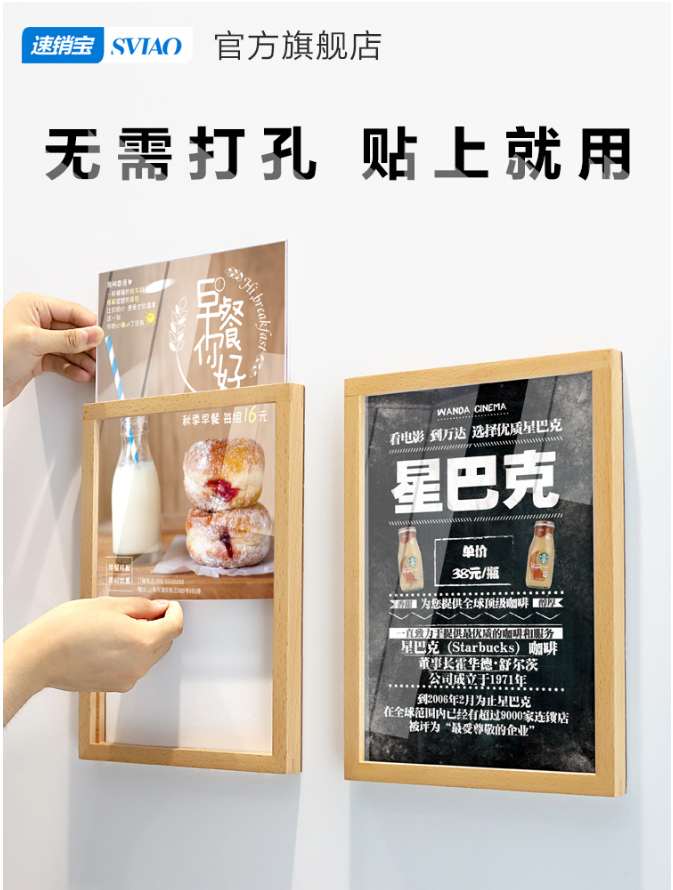 速销宝 SVIAO 官方旗舰店
无需打孔 贴上就用
早餐你好
Hi,breakfast
秋季早餐 每组16元
WANDA CINEMA
看电影 到万达 选择优质星巴克
星巴克
单价
38元/瓶
为您提供全球顶级咖啡
一直致力于提供最优质的咖啡和服务
星巴克（Starbucks）咖啡
董事长霍华德·舒尔茨
公司成立于1971年
到2006年2月为止星巴克
在全球范围内已经有超过9000家连锁店
被评为“最受尊敬的企业”